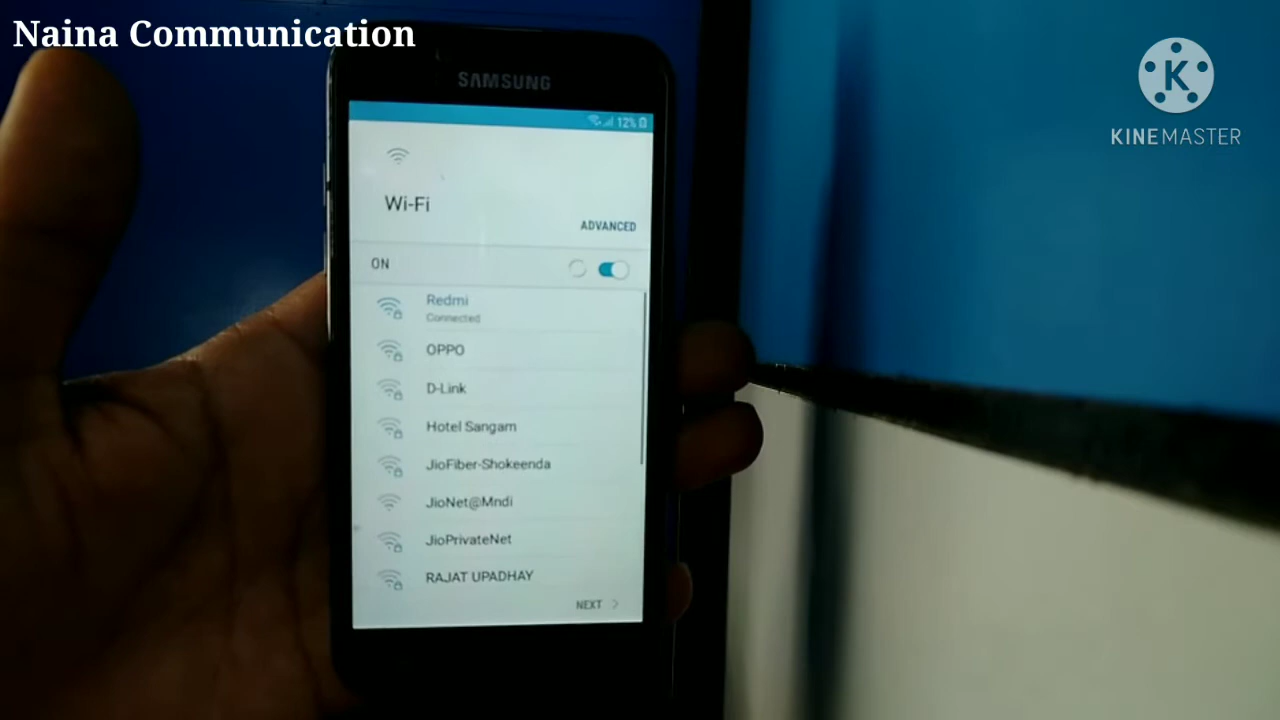 Naina Communication
K
KINEMASTER
SAMSUNG
12%
Wi-Fi
ADVANCED
ON
Redmi
Connected
OPPO
D-Link
Hotel Sangam
JioFiber-Shokeenda
JioNet@Mndi
JioPrivateNet
RAJAT UPADHAY
NEXT >